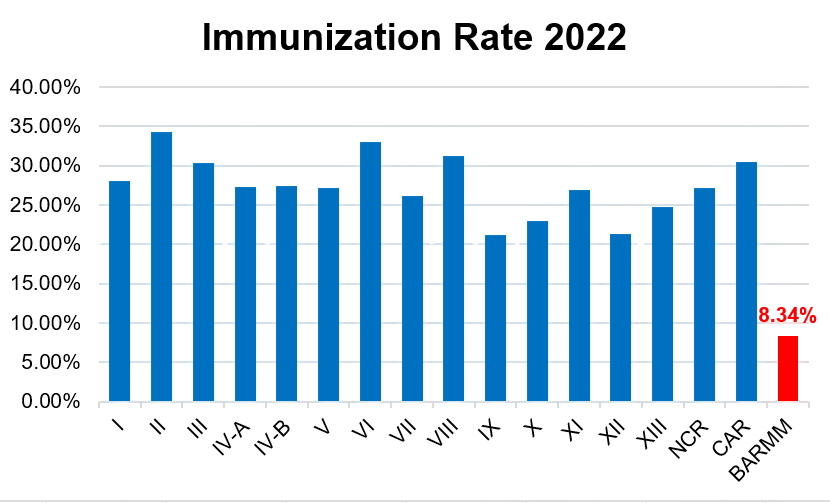 Immunization Rate 2022
40.00%
35.00%
30.00%
25.00%
20.00%
15.00%
10.00%
5.00%
0.00%
8.34%
I
II
III
IV-A
IV-B
V
VI
VII
VIII
IX
X
XI
XII
XIII
NCR
CAR
BARMM